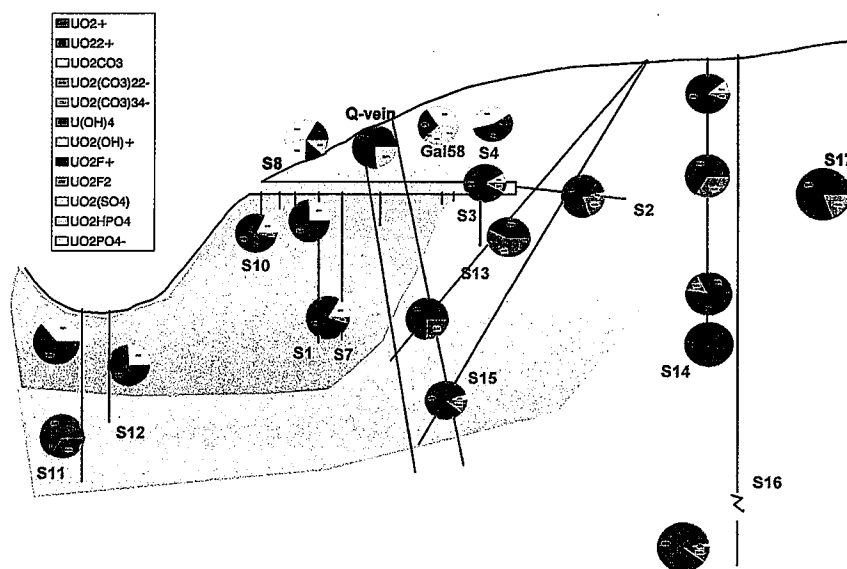 UO2+
UO22+
UO2CO3
UO2(CO3)22-
UO2(CO3)34-
U(OH)4
UO2(OH)+
UO2F+
UO2F2
UO2(SO4)
UO2HPO4
UO2PO4-
Q-vein
S8
Gal58
S4
S17
S3
S2
S10
S13
S1
S7
S14
S15
S12
S11
S16